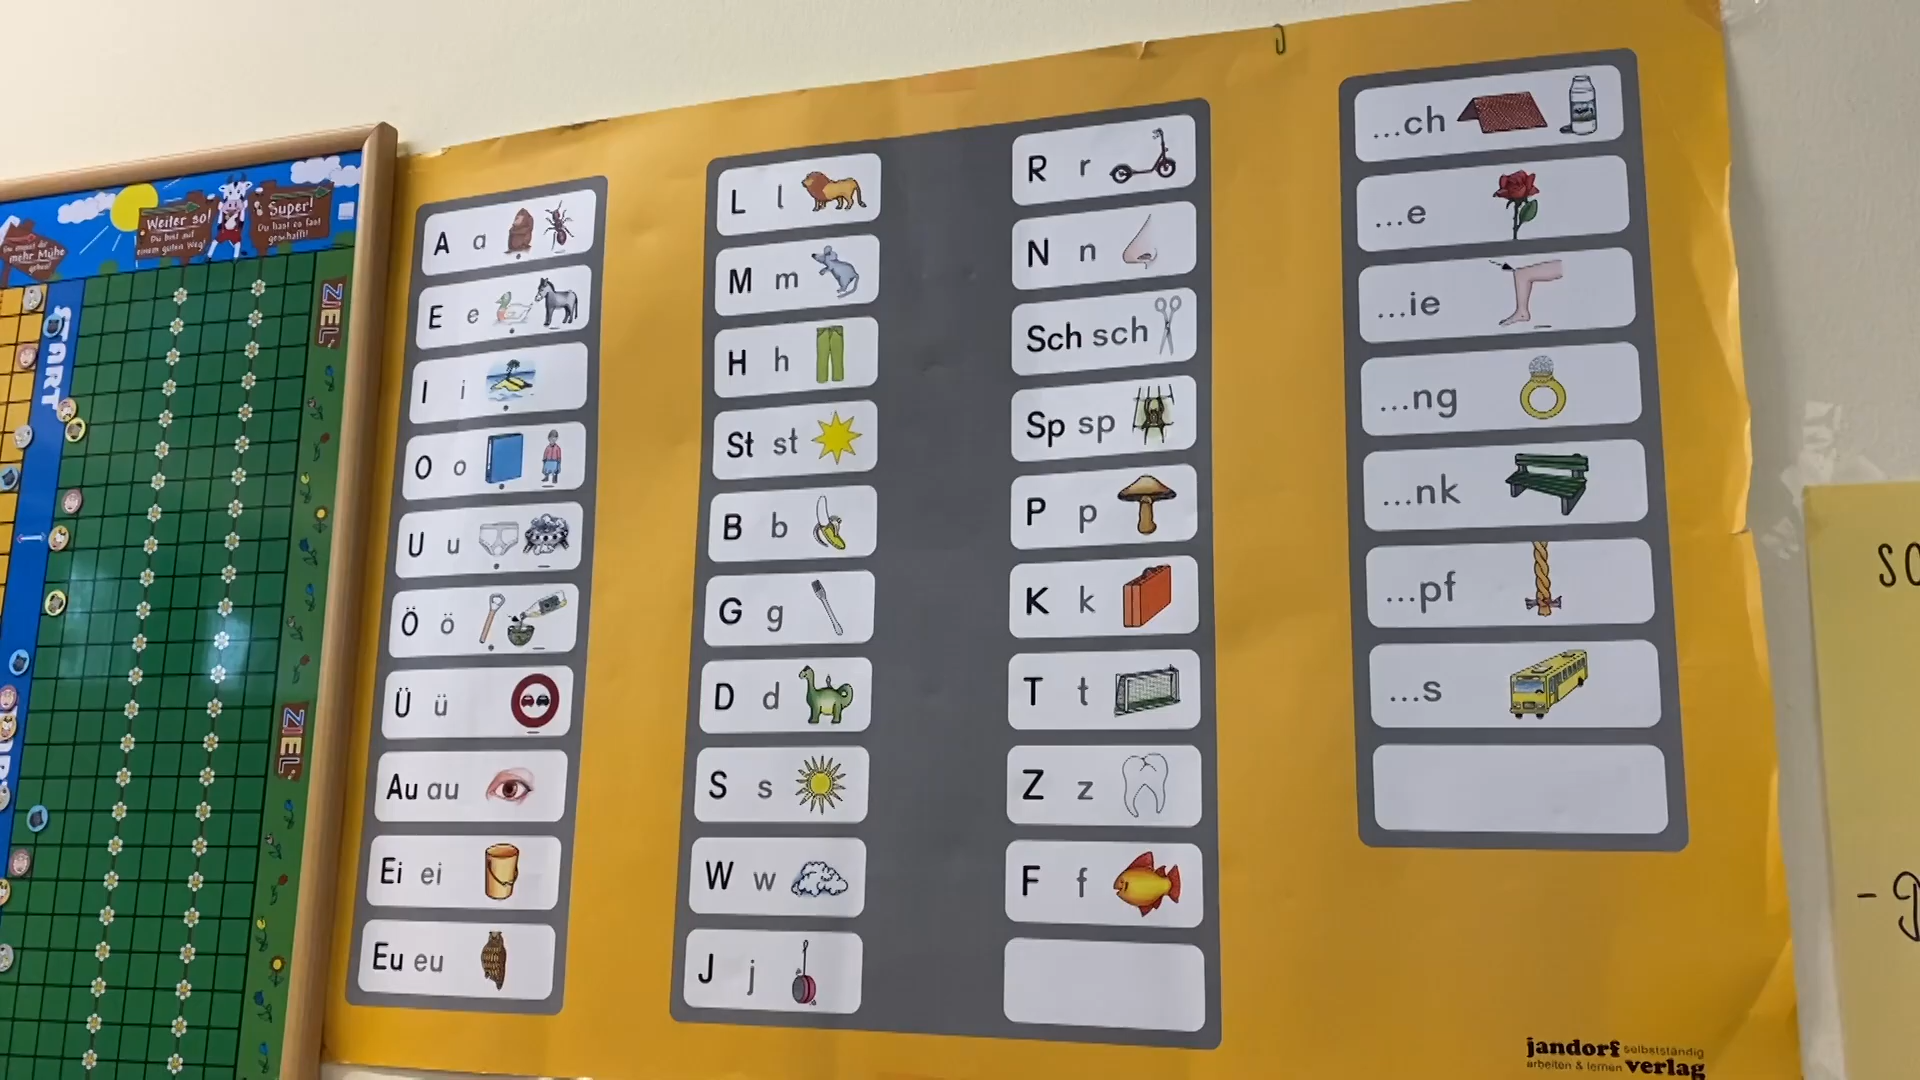 mehr Mühe
Weiter so!
Du bist auf
einem guten Weg!
Super!
Du hast es fast
geschafft!
START
ZIEL
ZIEL
A a
E e
I i
O o
U u
Ö ö
Ü ü
Au au
Ei ei
Eu eu
L l
M m
H h
St st
B b
G g
D d
S s
W w
J j
R r
N n
Sch sch
Sp sp
P p
K k
T t
Z z
F f
...ch
...e
...ie
...ng
...nk
...pf
...s
jandorf selbstständig
arbeiten & lernen verlag